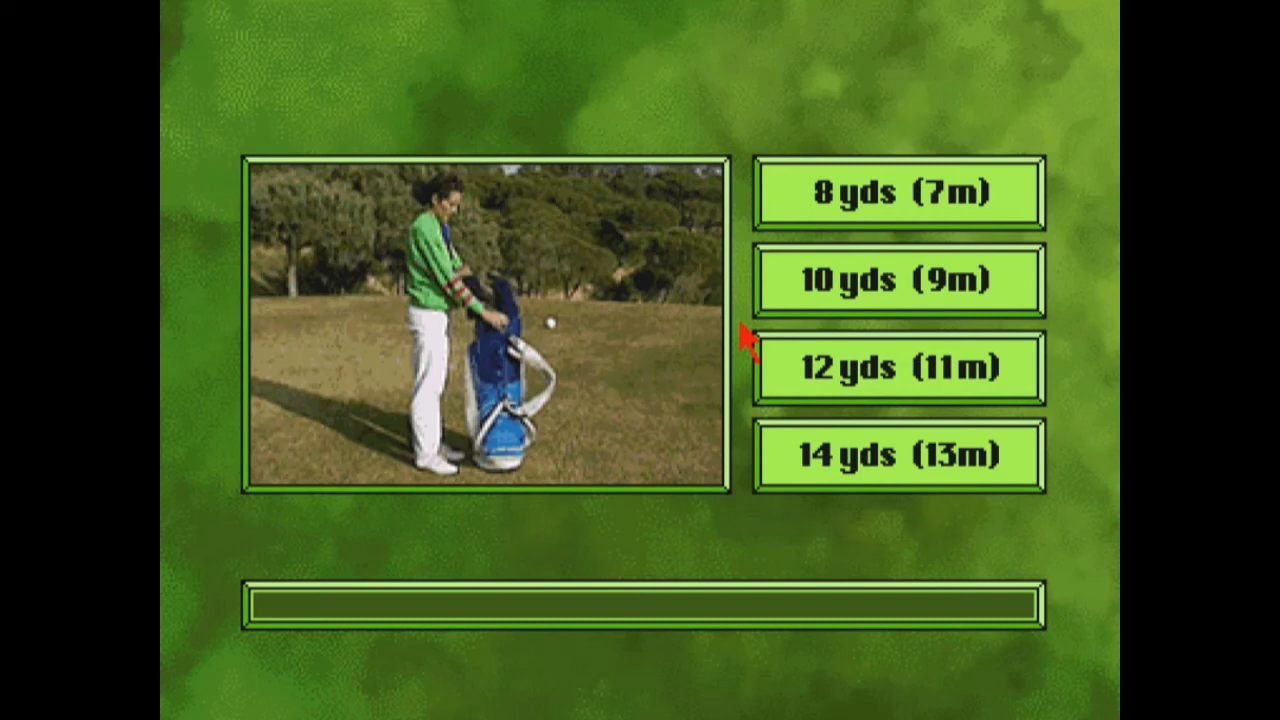 8 yds (7m)
10 yds (9m)
12 yds (11m)
14 yds (13m)